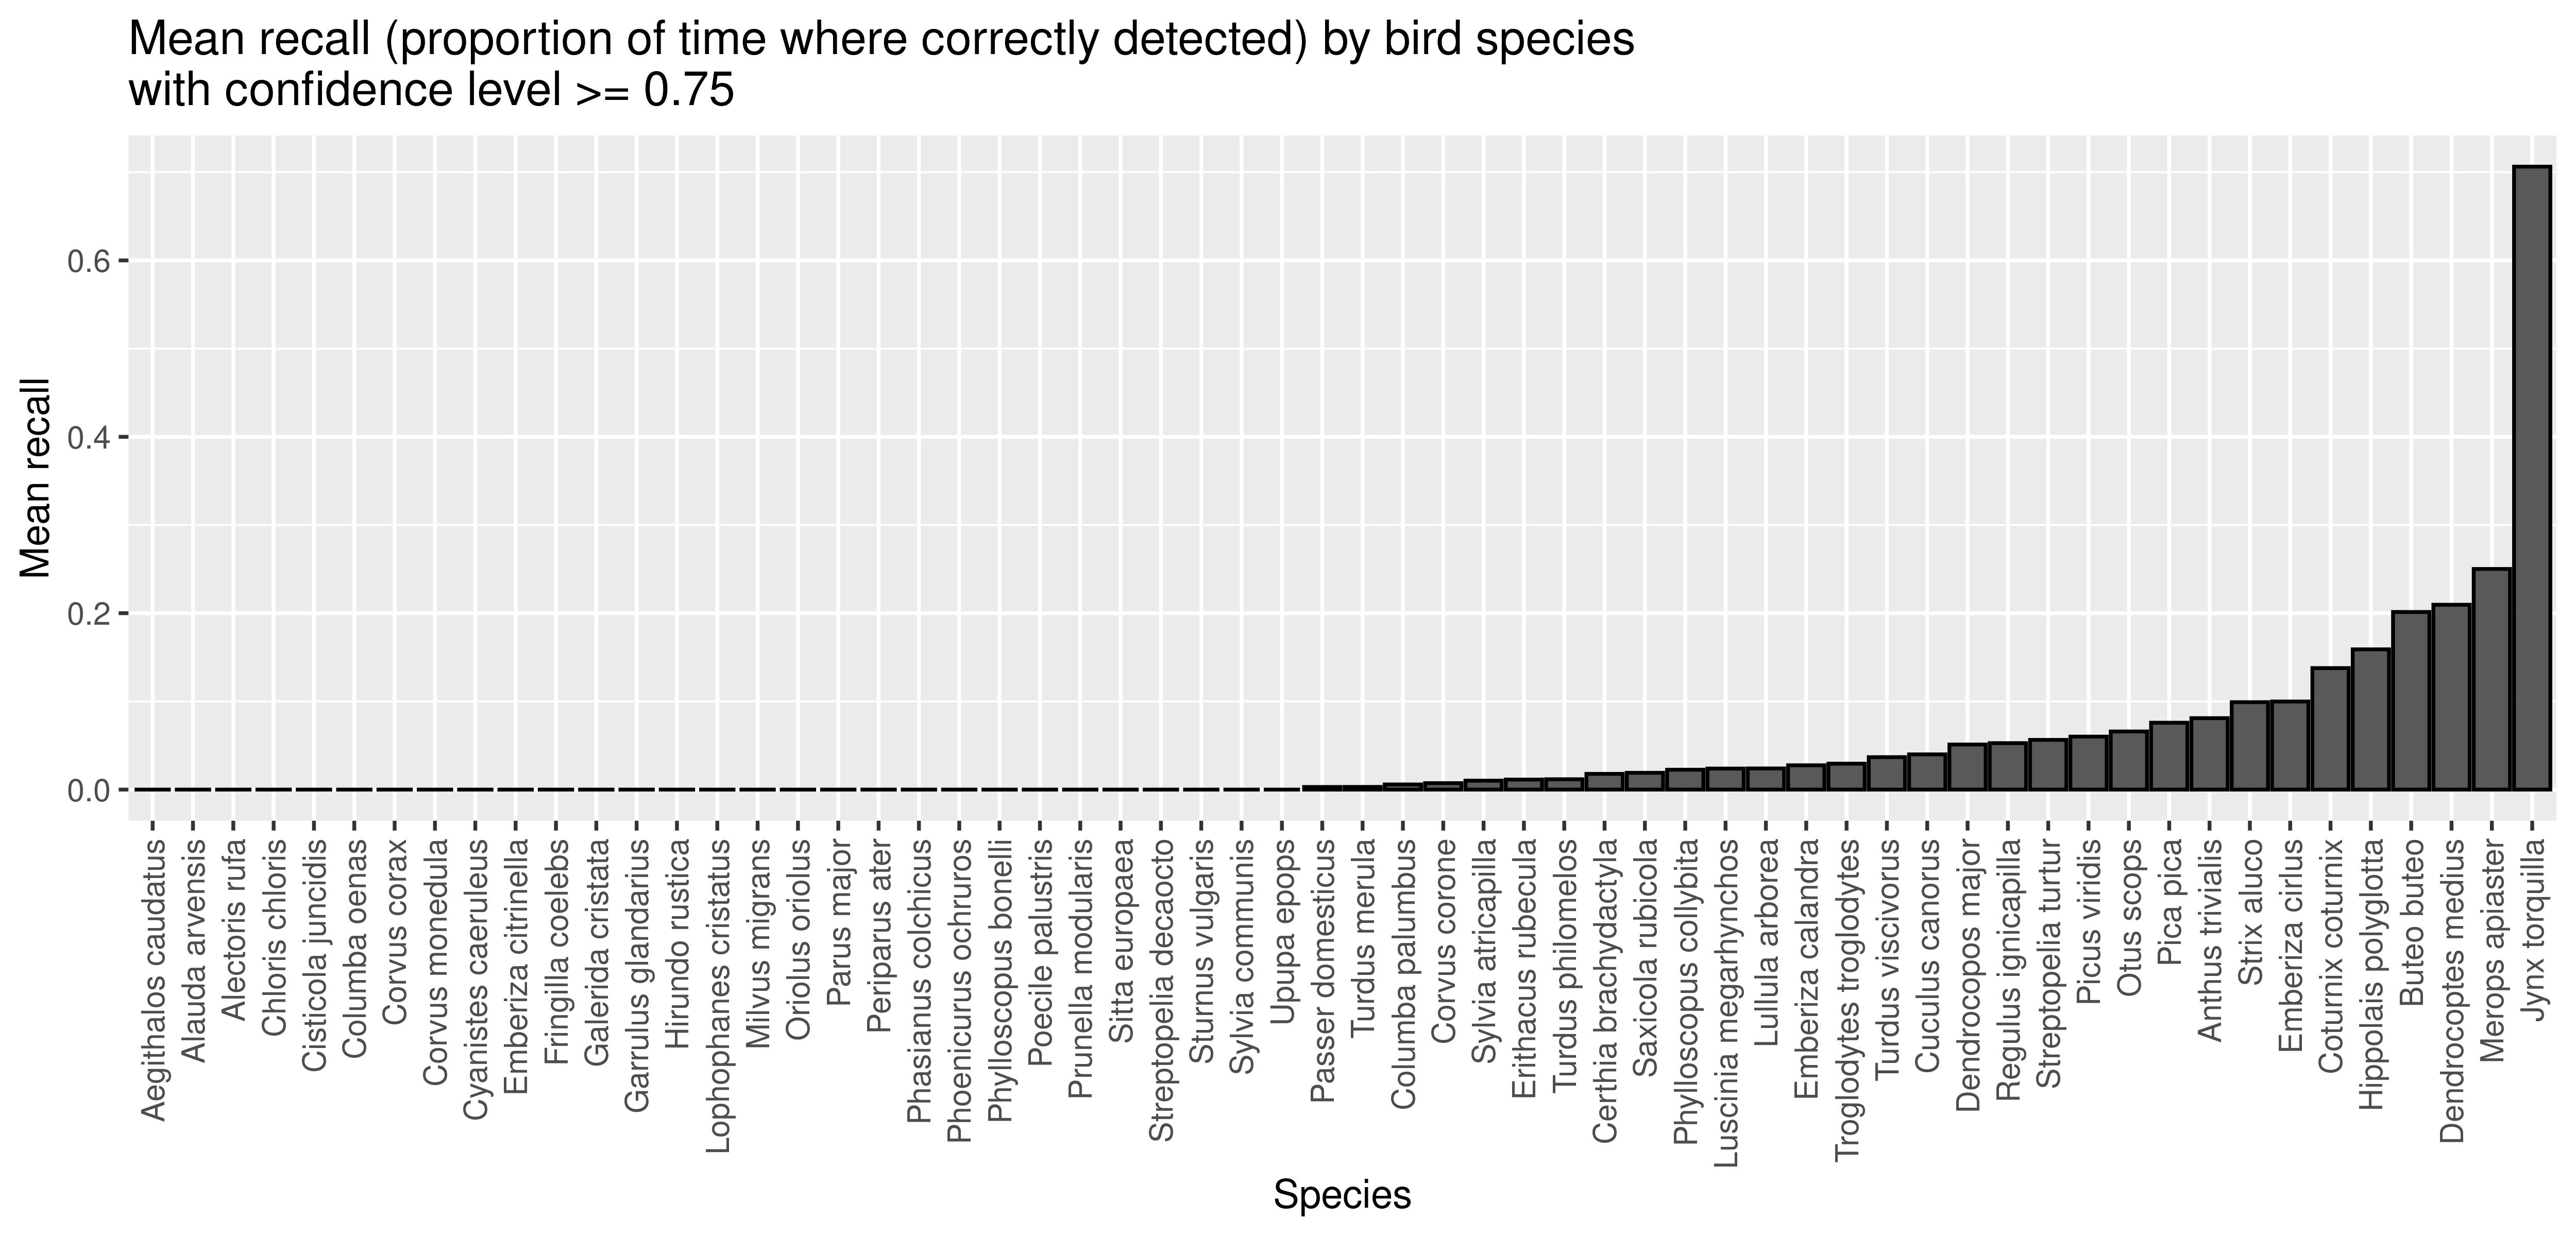 Mean recall (proportion of time where correctly detected) by bird species
with confidence level >= 0.75
Mean recall
0.6
0.4
0.2
0.0
Aegithalos caudatus
Alauda arvensis
Alectoris rufa
Chloris chloris
Cisticola juncidis
Columba oenas
Corvus corax
Corvus monedula
Cyanistes caeruleus
Emberiza citrinella
Fringilla coelebs
Galerida cristata
Garrulus glandarius
Hirundo rustica
Lophophanes cristatus
Milvus migrans
Oriolus oriolus
Parus major
Periparus ater
Phasianus colchicus
Phoenicurus ochruros
Phylloscopus bonelli
Poecile palustris
Prunella modularis
Sitta europaea
Streptopelia decaocto
Sturnus vulgaris
Sylvia communis
Upupa epops
Passer domesticus
Turdus merula
Columba palumbus
Corvus corone
Sylvia atricapilla
Erithacus rubecula
Turdus philomelos
Certhia brachydactyla
Saxicola rubicola
Phylloscopus collybita
Luscinia megarhynchos
Lullula arborea
Emberiza calandra
Troglodytes troglodytes
Turdus viscivorus
Cuculus canorus
Dendrocopos major
Regulus ignicapilla
Streptopelia turtur
Picus viridis
Otus scops
Pica pica
Anthus trivialis
Strix aluco
Emberiza cirlus
Coturnix coturnix
Hippolais polyglotta
Buteo buteo
Dendrocoptes medius
Merops apiaster
Jynx torquilla
Species